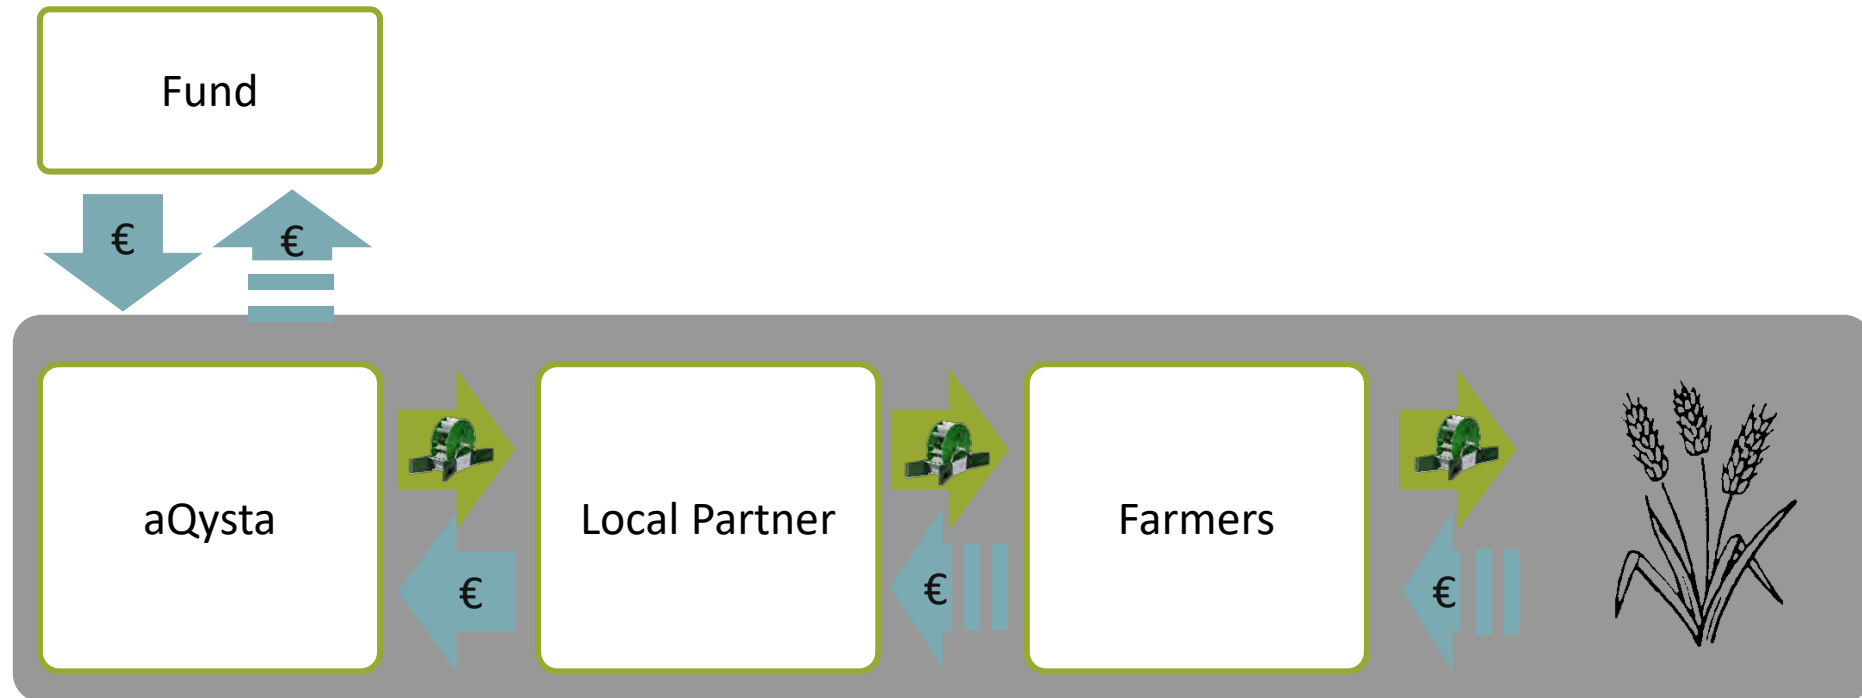 Fund
€
€
aQysta
Local Partner
Farmers
€
€
€